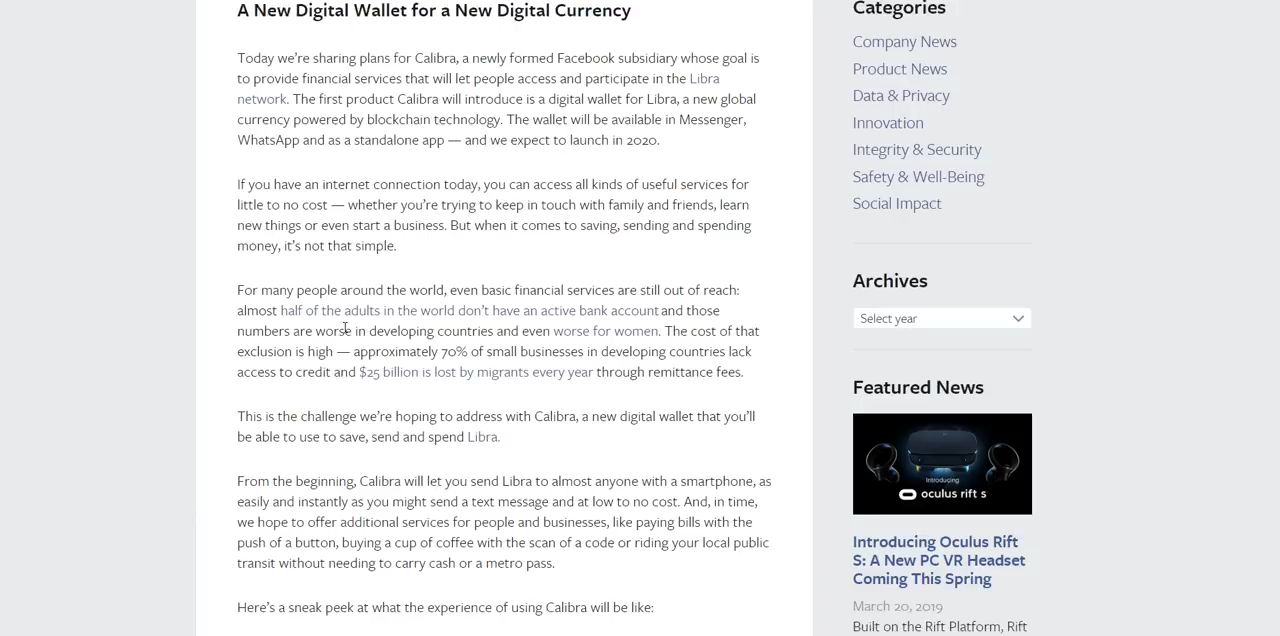 A New Digital Wallet for a New Digital Currency
Today we're sharing plans for Calibra, a newly formed Facebook subsidiary whose goal is
to provide financial services that will let people access and participate in the Libra
network. The first product Calibra will introduce is a digital wallet for Libra, a new global
currency powered by blockchain technology. The wallet will be available in Messenger,
WhatsApp and as a standalone app — and we expect to launch in 2020.
If you have an internet connection today, you can access all kinds of useful services for
little to no cost — whether you're trying to keep in touch with family and friends, learn
new things or even start a business. But when it comes to saving, sending and spending
money, it's not that simple.
For many people around the world, even basic financial services are still out of reach:
almost half of the adults in the world don't have an active bank account and those
numbers are worse in developing countries and even worse for women. The cost of that
exclusion is high — approximately 70% of small businesses in developing countries lack
access to credit and $25 billion is lost by migrants every year through remittance fees.
This is the challenge we're hoping to address with Calibra, a new digital wallet that you'll
be able to use to save, send and spend Libra.
From the beginning, Calibra will let you send Libra to almost anyone with a smartphone, as
easily and instantly as you might send a text message and at low to no cost. And, in time,
we hope to offer additional services for people and businesses, like paying bills with the
push of a button, buying a cup of coffee with the scan of a code or riding your local public
transit without needing to carry cash or a metro pass.
Here's a sneak peek at what the experience of using Calibra will be like:
Categories
Company News
Product News
Data & Privacy
Innovation
Integrity & Security
Safety & Well-Being
Social Impact
Archives
Select year
Featured News
Introducing
oculus rift s
Introducing Oculus Rift
S: A New PC VR Headset
Coming This Spring
March 20, 2019
Built on the Rift Platform, Rift